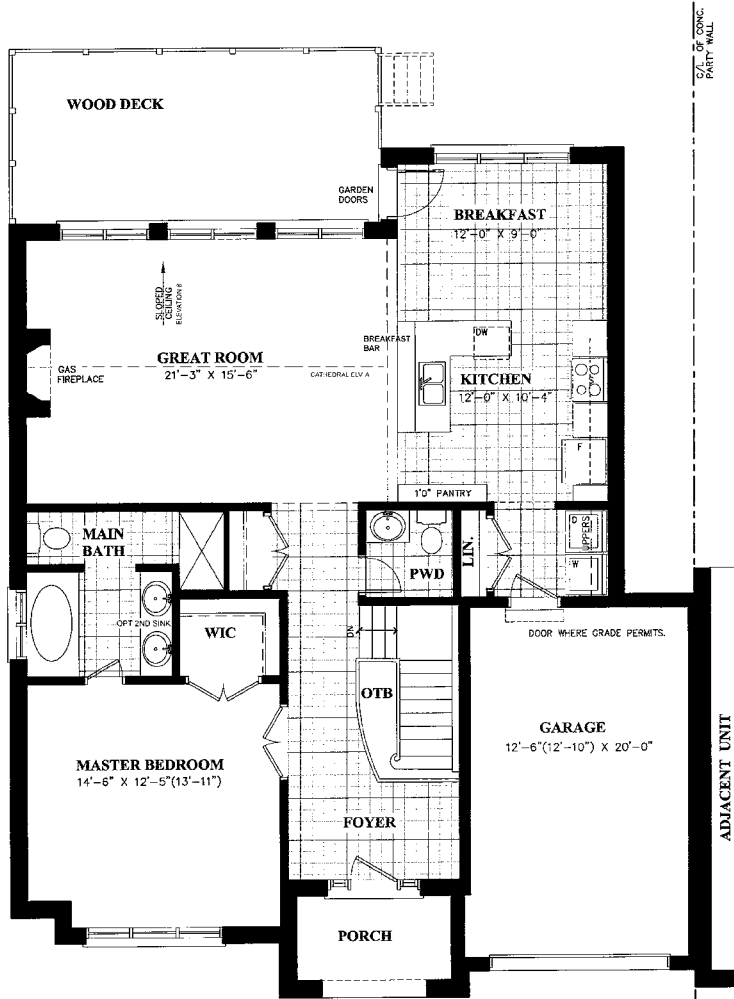 C/L OF CONC.
PARTY WALL
WOOD DECK
GARDEN
DOORS
BREAKFAST
12'-0" X 9'-0"
SLOPED
CEILING
ELEVATION B
BREAKFAST
BAR
DW
GREAT ROOM
21'-3" X 15'-6"
GAS
FIREPLACE
CATHEDRAL ELV A
KITCHEN
12'-0" X 10'-4"
F
1'0" PANTRY
MAIN
BATH
PWD
LIN.
UPPERS
W
OPT 2ND SINK
WIC
DN
DOOR WHERE GRADE PERMITS.
OTB
GARAGE
12'-6"(12'-10") X 20'-0"
MASTER BEDROOM
14'-6" X 12'-5"(13'-11")
ADJACENT UNIT
FOYER
PORCH